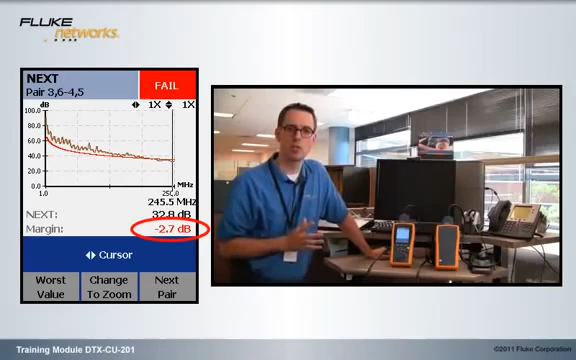 FLUKE
networks.
NEXT
Pair 3,6-4,5
FAIL
dB
1X
1X
100.0
80.0
60.0
40.0
20.0
0.0
1.0
250.0
MHz
245.5 MHz
NEXT:
32.8 dB
Margin:
-2.7 dB
Cursor
Worst
Value
Change
To Zoom
Next
Pair
Training Module DTX-CU-201
©2011 Fluke Corporation